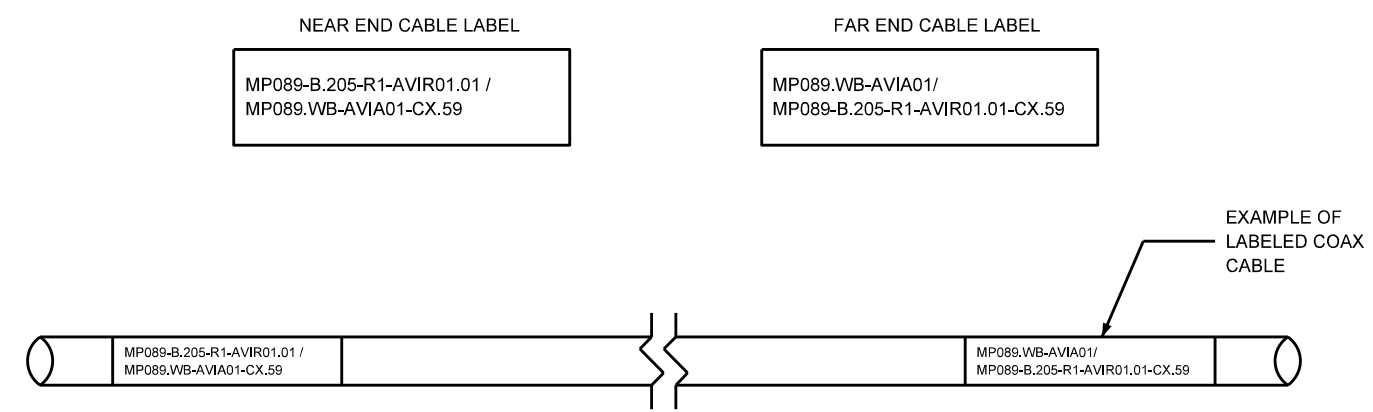 NEAR END CABLE LABEL
MP089-B.205-R1-AVIR01.01 /
MP089.WB-AVIA01-CX.59
FAR END CABLE LABEL
MP089.WB-AVIA01/
MP089-B.205-R1-AVIR01.01-CX.59
EXAMPLE OF
LABELED COAX
CABLE
MP089-B.205-R1-AVIR01.01 /
MP089.WB-AVIA01-CX.59
MP089.WB-AVIA01/
MP089-B.205-R1-AVIR01.01-CX.59